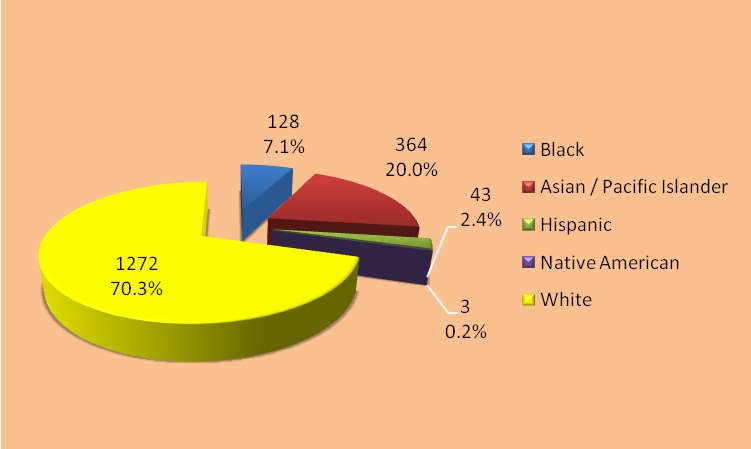 128
7.1%
364
20.0%
43
2.4%
3
0.2%
1272
70.3%
Black
Asian / Pacific Islander
Hispanic
Native American
White